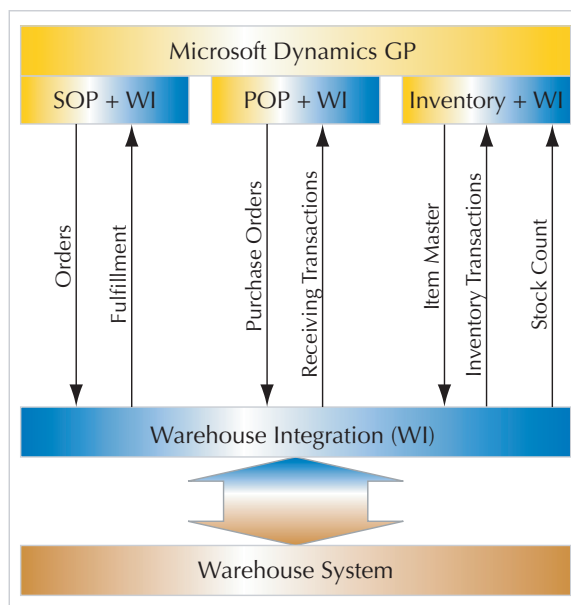 Microsoft Dynamics GP
SOP + WI
POP + WI
Inventory + WI
Orders
Fulfillment
Purchase Orders
Receiving Transactions
Item Master
Inventory Transactions
Stock Count
Warehouse Integration (WI)
Warehouse System